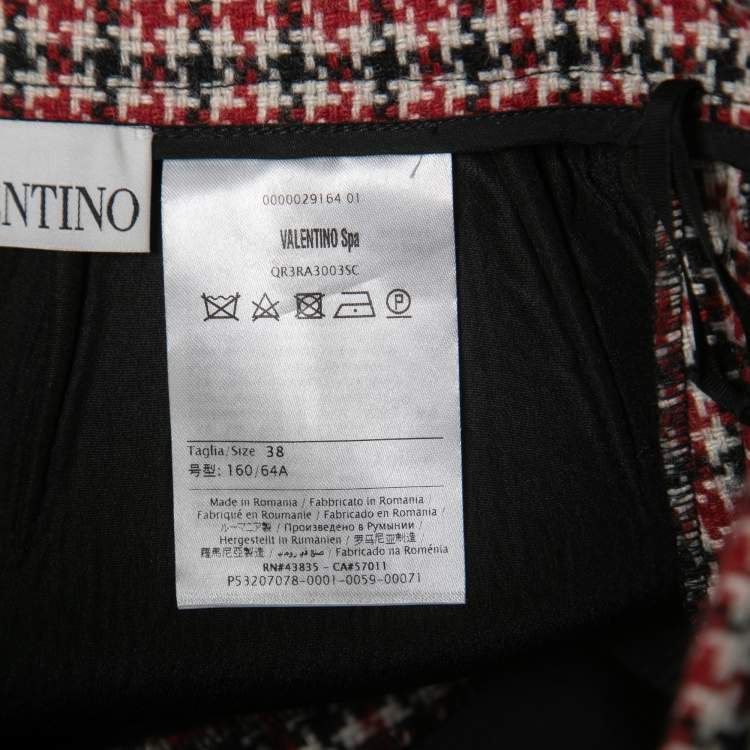 NTINO
0000029164 01
VALENTINO Spa
QR3RA3003SC
P
Taglia/Size 38
号型: 160/64A
Made in Romania / Fabbricato in Romania
Fabriqué en Roumanie / Fabricado en Romania
ルーマニア製 / Произведено в Румынии /
Hergestellt in Rumänien / 罗马尼亚制造 /
羅馬尼亞製造 / صنع في رومانيا / Fabricado na Roménia
RN#43835 - CA#57011
P53207078-0001-0059-00071